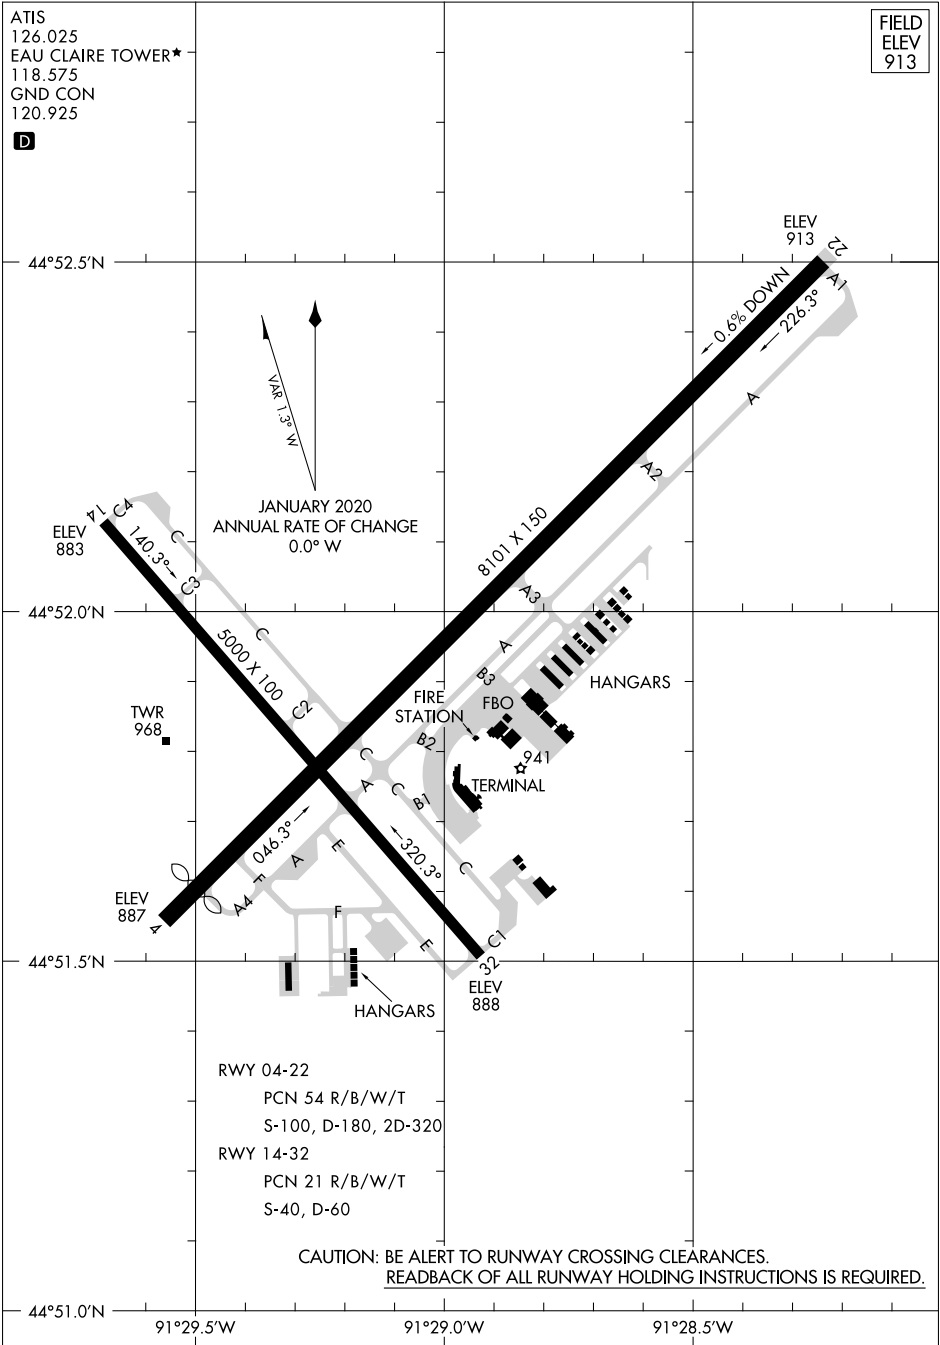 ATIS
126.025
EAU CLAIRE TOWER★
118.575
GND CON
120.925
D
FIELD
ELEV
913
ELEV
913
22
A1
44°52.5'N
0.6% DOWN
226.3°
A
VAR 1.3° W
A2
JANUARY 2020
ANNUAL RATE OF CHANGE
0.0° W
8101 X 150
14
C4
ELEV
883
140.3°
C
C3
A3
44°52.0'N
C
5000 X 100
A
B3
HANGARS
FIRE
STATION
FBO
C2
TWR
968
B2
C
941
A
C
B1
TERMINAL
046.3°
E
A
320.3°
C
F
ELEV
887
A4
F
4
E
C1
32
44°51.5'N
ELEV
888
HANGARS
RWY 04-22
PCN 54 R/B/W/T
S-100, D-180, 2D-320
RWY 14-32
PCN 21 R/B/W/T
S-40, D-60
CAUTION: BE ALERT TO RUNWAY CROSSING CLEARANCES.
READBACK OF ALL RUNWAY HOLDING INSTRUCTIONS IS REQUIRED.
44°51.0'N
91°29.5'W
91°29.0'W
91°28.5'W